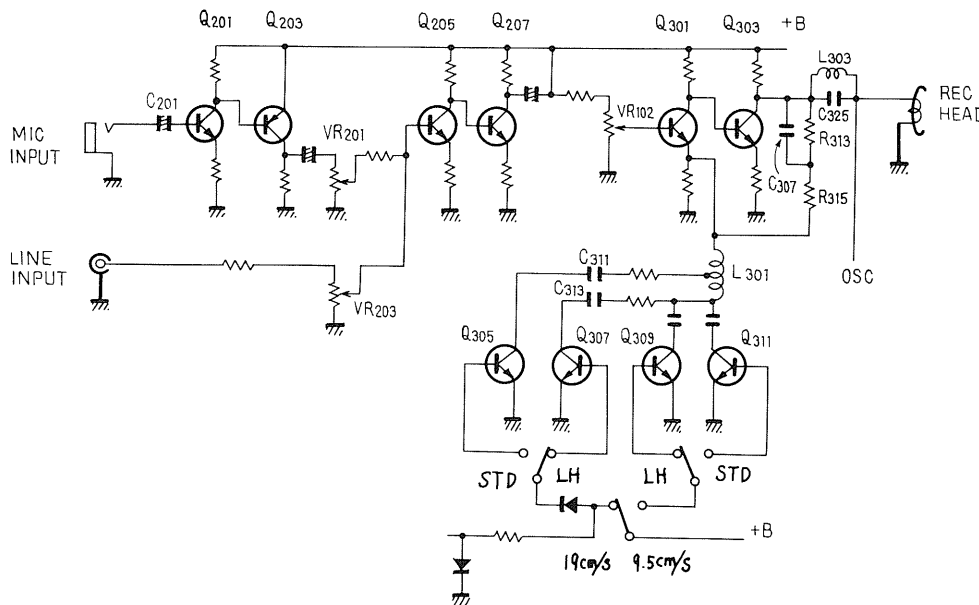 Q201 Q203 Q205 Q207 Q301 Q303 +B
L303
C201
MIC INPUT
VR201
VR102
C325
REC HEAD
R313
C307
R315
LINE INPUT
VR203
C311
L301
OSC
C313
Q305 Q307 Q309 Q311
STD LH LH STD
+B
19cm/s 9.5cm/s